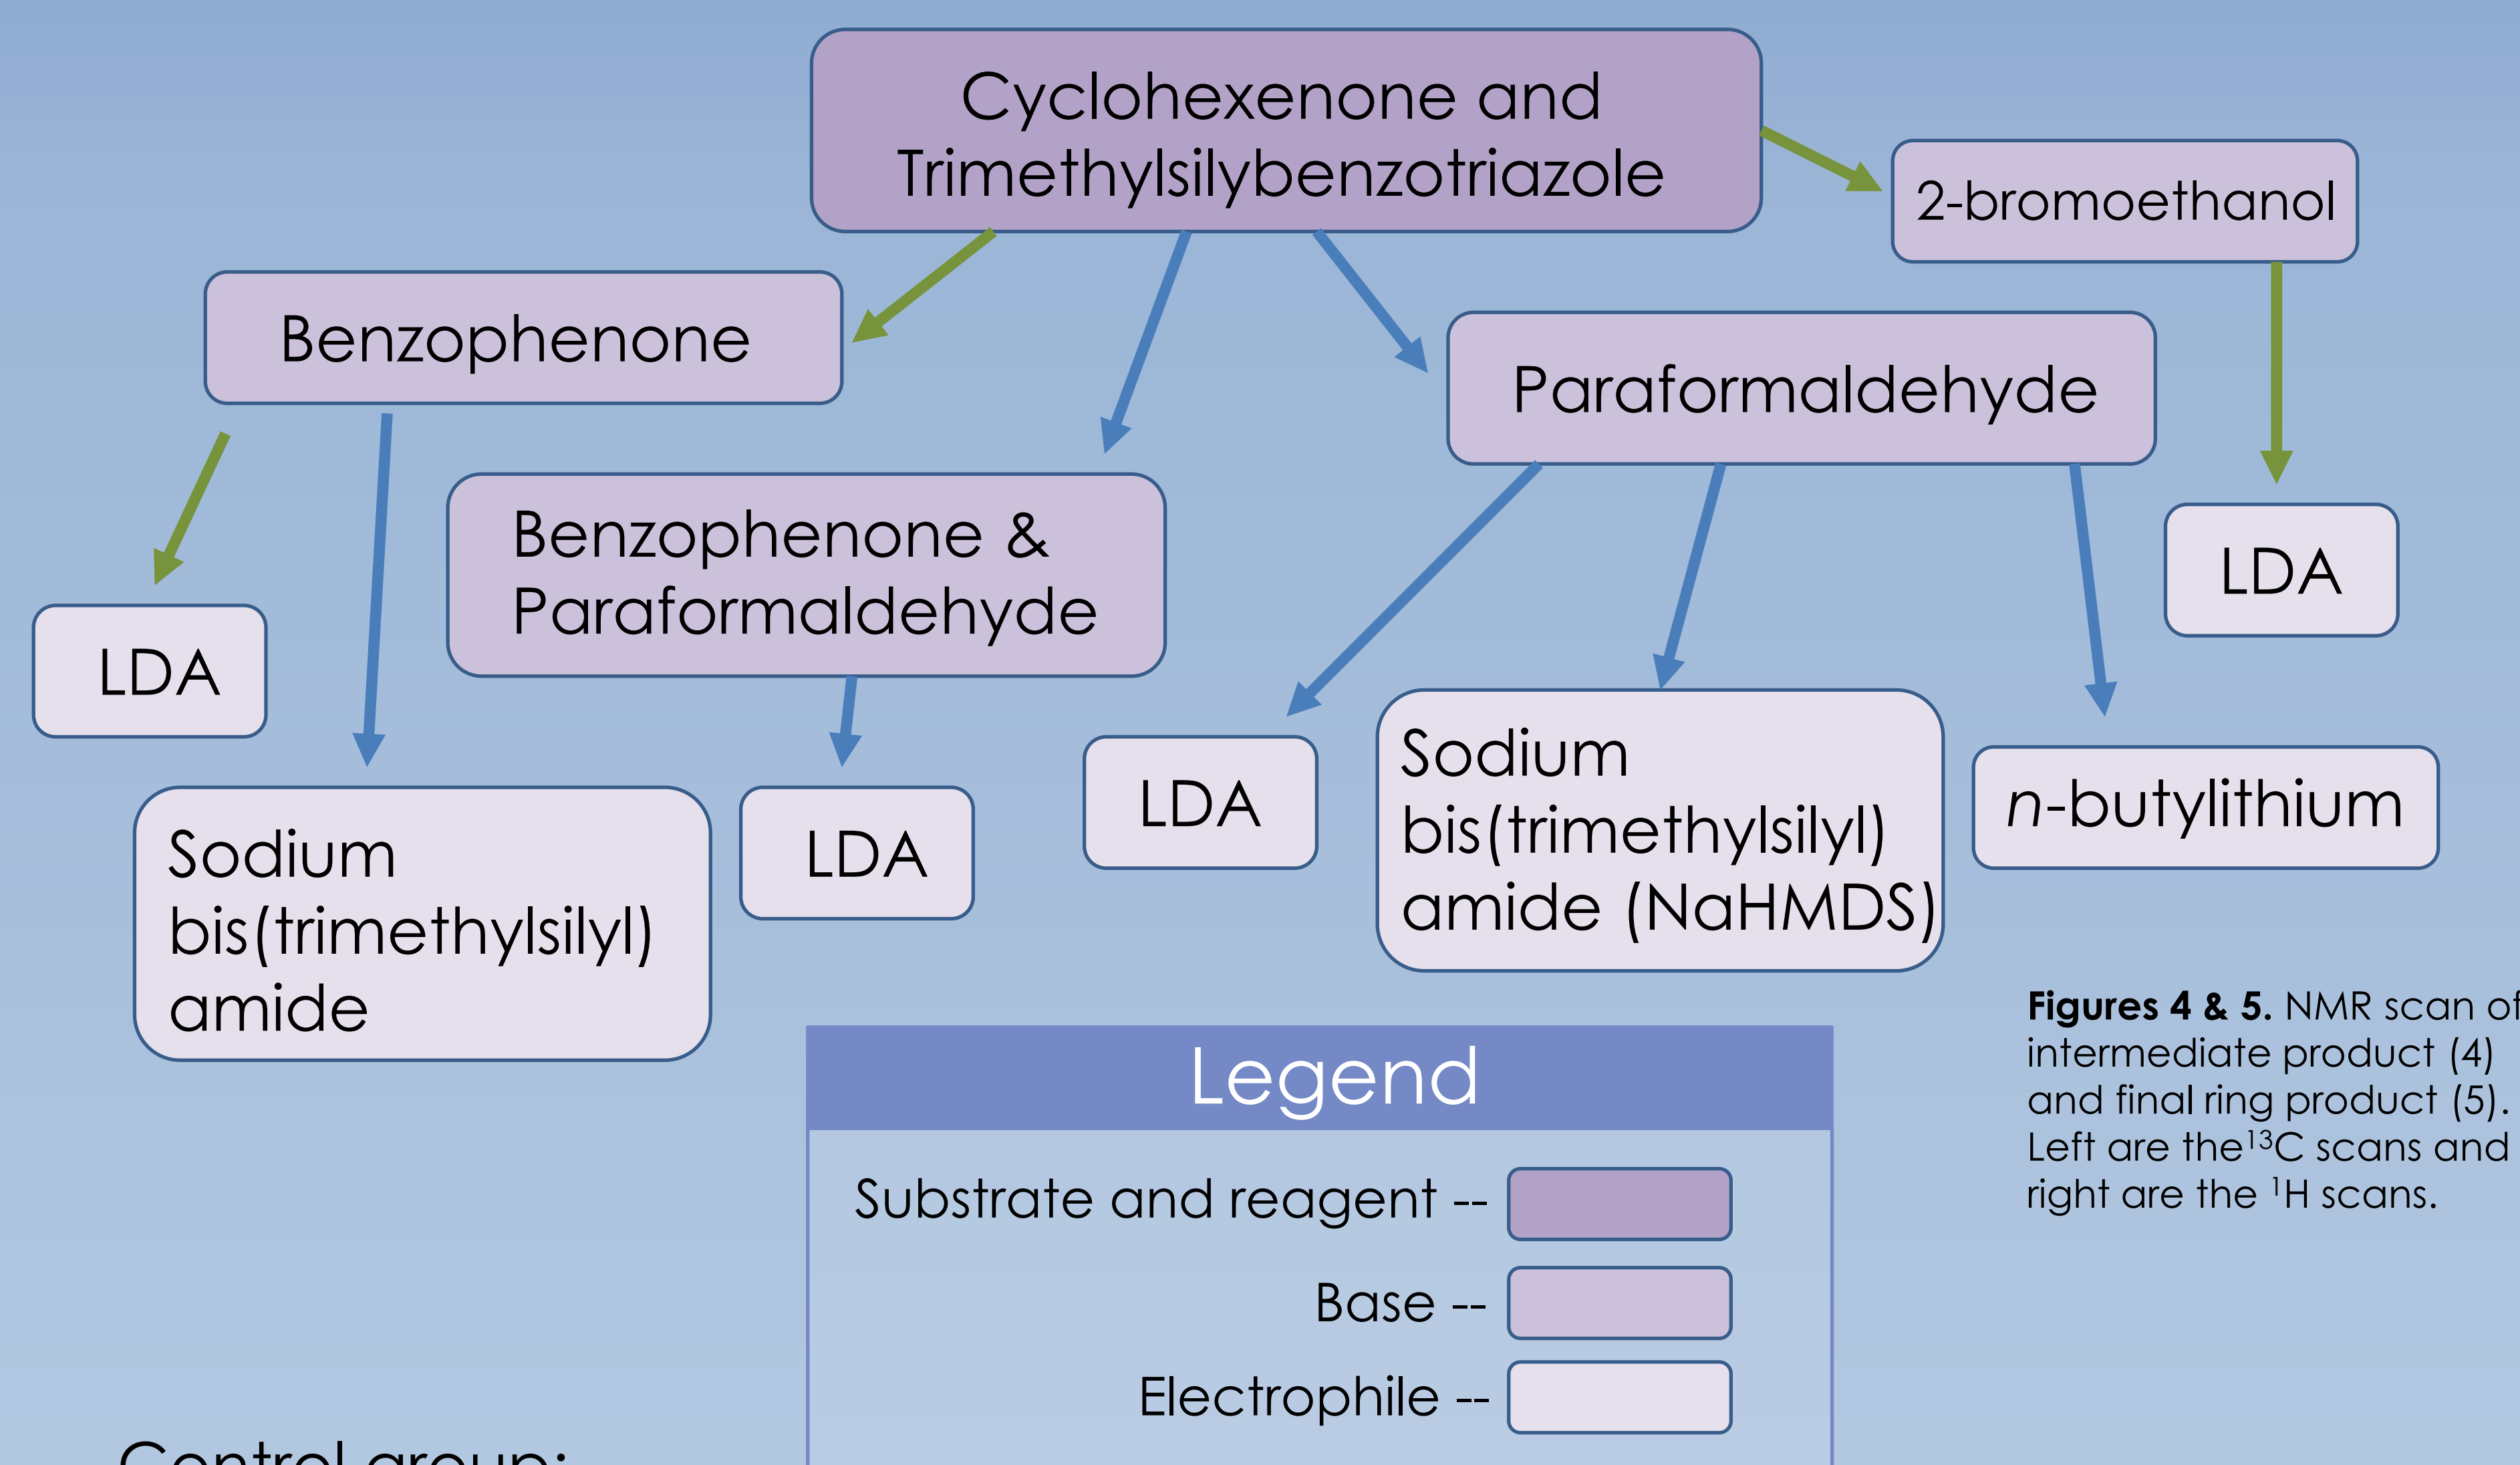 Cyclohexenone and
Trimethylsilybenzotriazole
2-bromoethanol
Benzophenone
Paraformaldehyde
Benzophenone &
Paraformaldehyde
LDA
LDA
Sodium
bis(trimethylsilyl)
amide
LDA
LDA
Sodium
bis(trimethylsilyl)
amide (NaHMDS)
n-butylithium
Figures 4 & 5. NMR scan of
intermediate product (4)
and final ring product (5).
Left are the¹³C scans and
right are the ¹H scans.
Legend
Substrate and reagent --
Base --
Electrophile --
Control group: